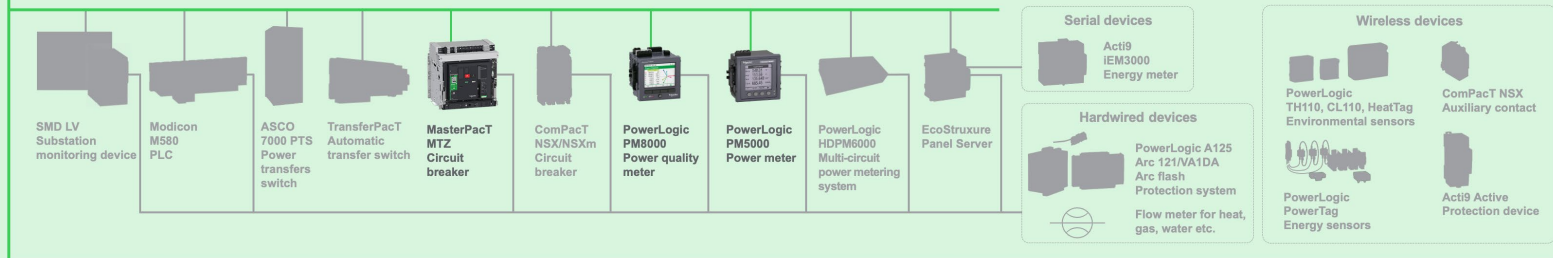 SMD LV
Substation
monitoring device
Modicon
M580
PLC
ASCO
7000 PTS
Power
transfers
switch
TransferPacT
Automatic
transfer switch
MasterPacT
MTZ
Circuit
breaker
ComPacT
NSX/NSXm
Circuit
breaker
PowerLogic
PM8000
Power quality
meter
PowerLogic
PM5000
Power meter
PowerLogic
HDPM6000
Multi-circuit
power metering
system
EcoStruxure
Panel Server
Serial devices
Acti9
iEM3000
Energy meter
Hardwired devices
PowerLogic A125
Arc 121/VA1DA
Arc flash
Protection system
Flow meter for heat,
gas, water etc.
Wireless devices
PowerLogic
TH110, CL110, HeatTag
Environmental sensors
ComPacT NSX
Auxiliary contact
PowerLogic
PowerTag
Energy sensors
Acti9 Active
Protection device